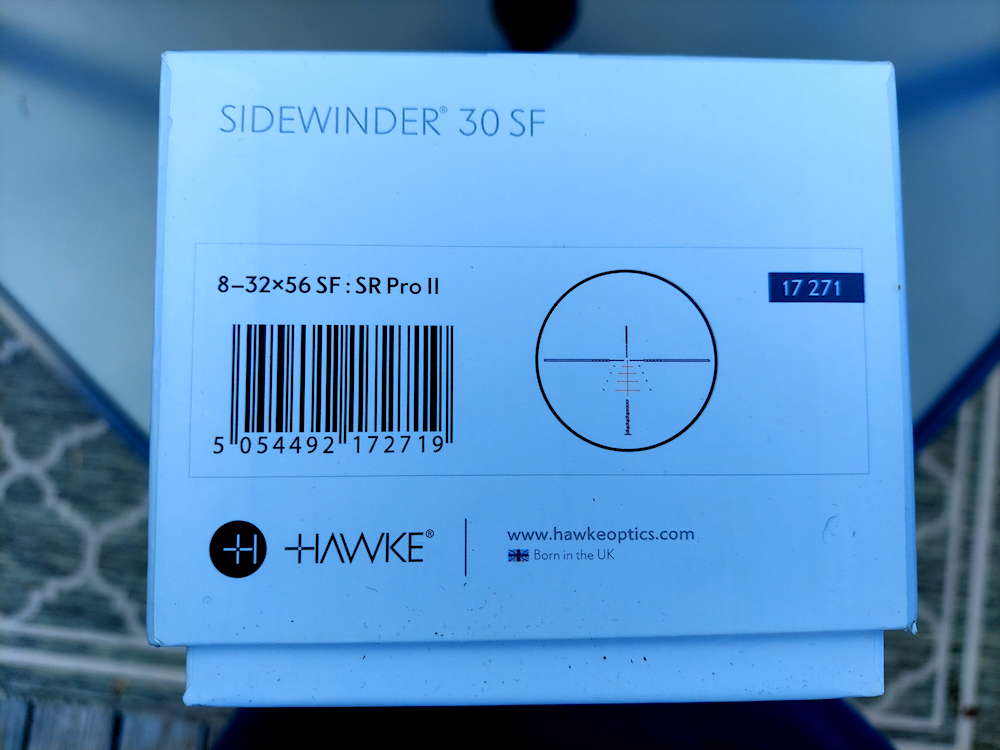 SIDEWINDER® 30 SF
8–32×56 SF : SR Pro II
17 271
5 054492 172719
HAWKE®
www.hawkeoptics.com
Born in the UK